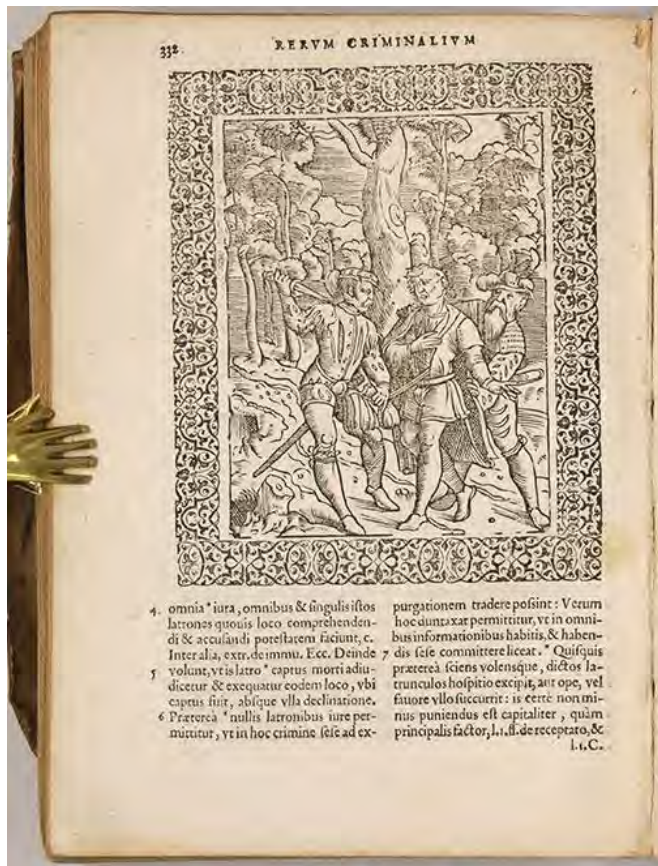 332.
RERVM CRIMINALIVM
4. omnia * iura, omnibus & singulis istos
latrones quouis loco comprehenden-
di & accusandi potestatem faciunt, c.
Inter alia, extr. de immu. Ecc. Deinde
5 volunt, vt is latro * captus morti adiu-
dicetur & exequatur eodem loco, vbi
captus fuit, absque vlla declinatione.
6 Prætereà * nullis latronibus iure per-
mittitur, vt in hoc crimine sese ad ex-
purgationem tradere possint : Verum
hoc duntaxat permittitur, vt in omni-
bus informationibus habitis, & haben-
7 dis sese committere liceat. * Quisquis
prætereà sciens volensque, dictos la-
trunculos hospitio excipit, aut ope, vel
fauore vllo succurrit : is certè non mi-
nus puniendus est capitaliter, quàm
principalis factor, l.1.ff. de receptato, &
l.1.C.